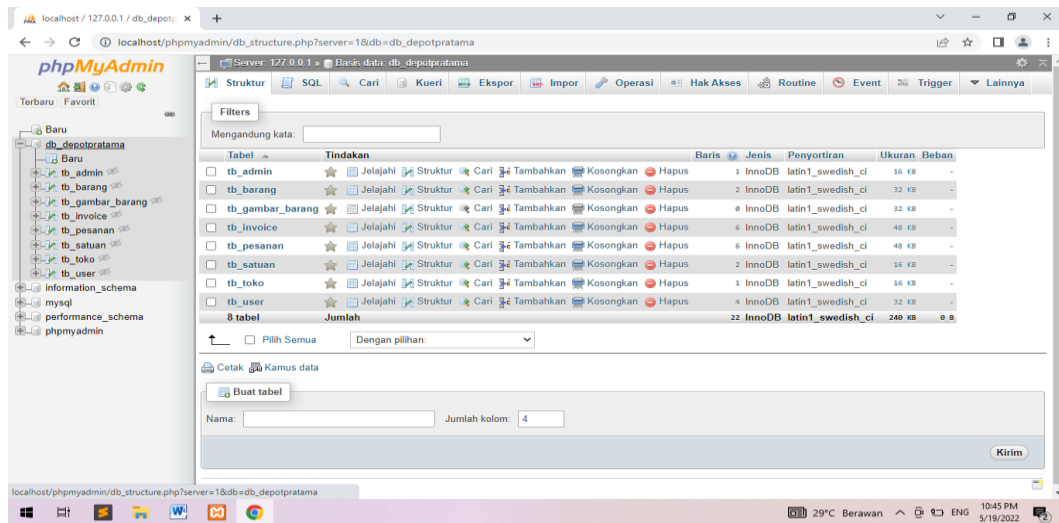 localhost / 127.0.0.1 / db_depotp
localhost/phpmyadmin/db_structure.php?server=1&db=db_depotpratama
phpMyAdmin
Terbaru Favorit
Baru
db_depotpratama
Baru
tb_admin
tb_barang
tb_gambar_barang
tb_invoice
tb_pesanan
tb_satuan
tb_toko
tb_user
information_schema
mysql
performance_schema
phpmyadmin
Server: 127.0.0.1 » Basis data: db_depotpratama
Struktur SQL Cari Kueri Ekspor Impor Operasi Hak Akses Routine Event Trigger Lainnya
Filters
Mengandung kata:
Tabel Tindakan Baris Jenis Penyortiran Ukuran Beban
tb_admin Jelajahi Struktur Cari Tambahkan Kosongkan Hapus 1 InnoDB latin1_swedish_ci 16 KB -
tb_barang Jelajahi Struktur Cari Tambahkan Kosongkan Hapus 2 InnoDB latin1_swedish_ci 32 KB -
tb_gambar_barang Jelajahi Struktur Cari Tambahkan Kosongkan Hapus 0 InnoDB latin1_swedish_ci 32 KB -
tb_invoice Jelajahi Struktur Cari Tambahkan Kosongkan Hapus 6 InnoDB latin1_swedish_ci 48 KB -
tb_pesanan Jelajahi Struktur Cari Tambahkan Kosongkan Hapus 6 InnoDB latin1_swedish_ci 48 KB -
tb_satuan Jelajahi Struktur Cari Tambahkan Kosongkan Hapus 2 InnoDB latin1_swedish_ci 16 KB -
tb_toko Jelajahi Struktur Cari Tambahkan Kosongkan Hapus 1 InnoDB latin1_swedish_ci 16 KB -
tb_user Jelajahi Struktur Cari Tambahkan Kosongkan Hapus 4 InnoDB latin1_swedish_ci 32 KB -
8 tabel Jumlah 22 InnoDB latin1_swedish_ci 240 KB 0 B
Pilih Semua Dengan pilihan:
Cetak Kamus data
Buat tabel
Nama: Jumlah kolom: 4
Kirim
localhost/phpmyadmin/db_structure.php?server=1&db=db_depotpratama
29°C Berawan ENG 10:45 PM
5/19/2022